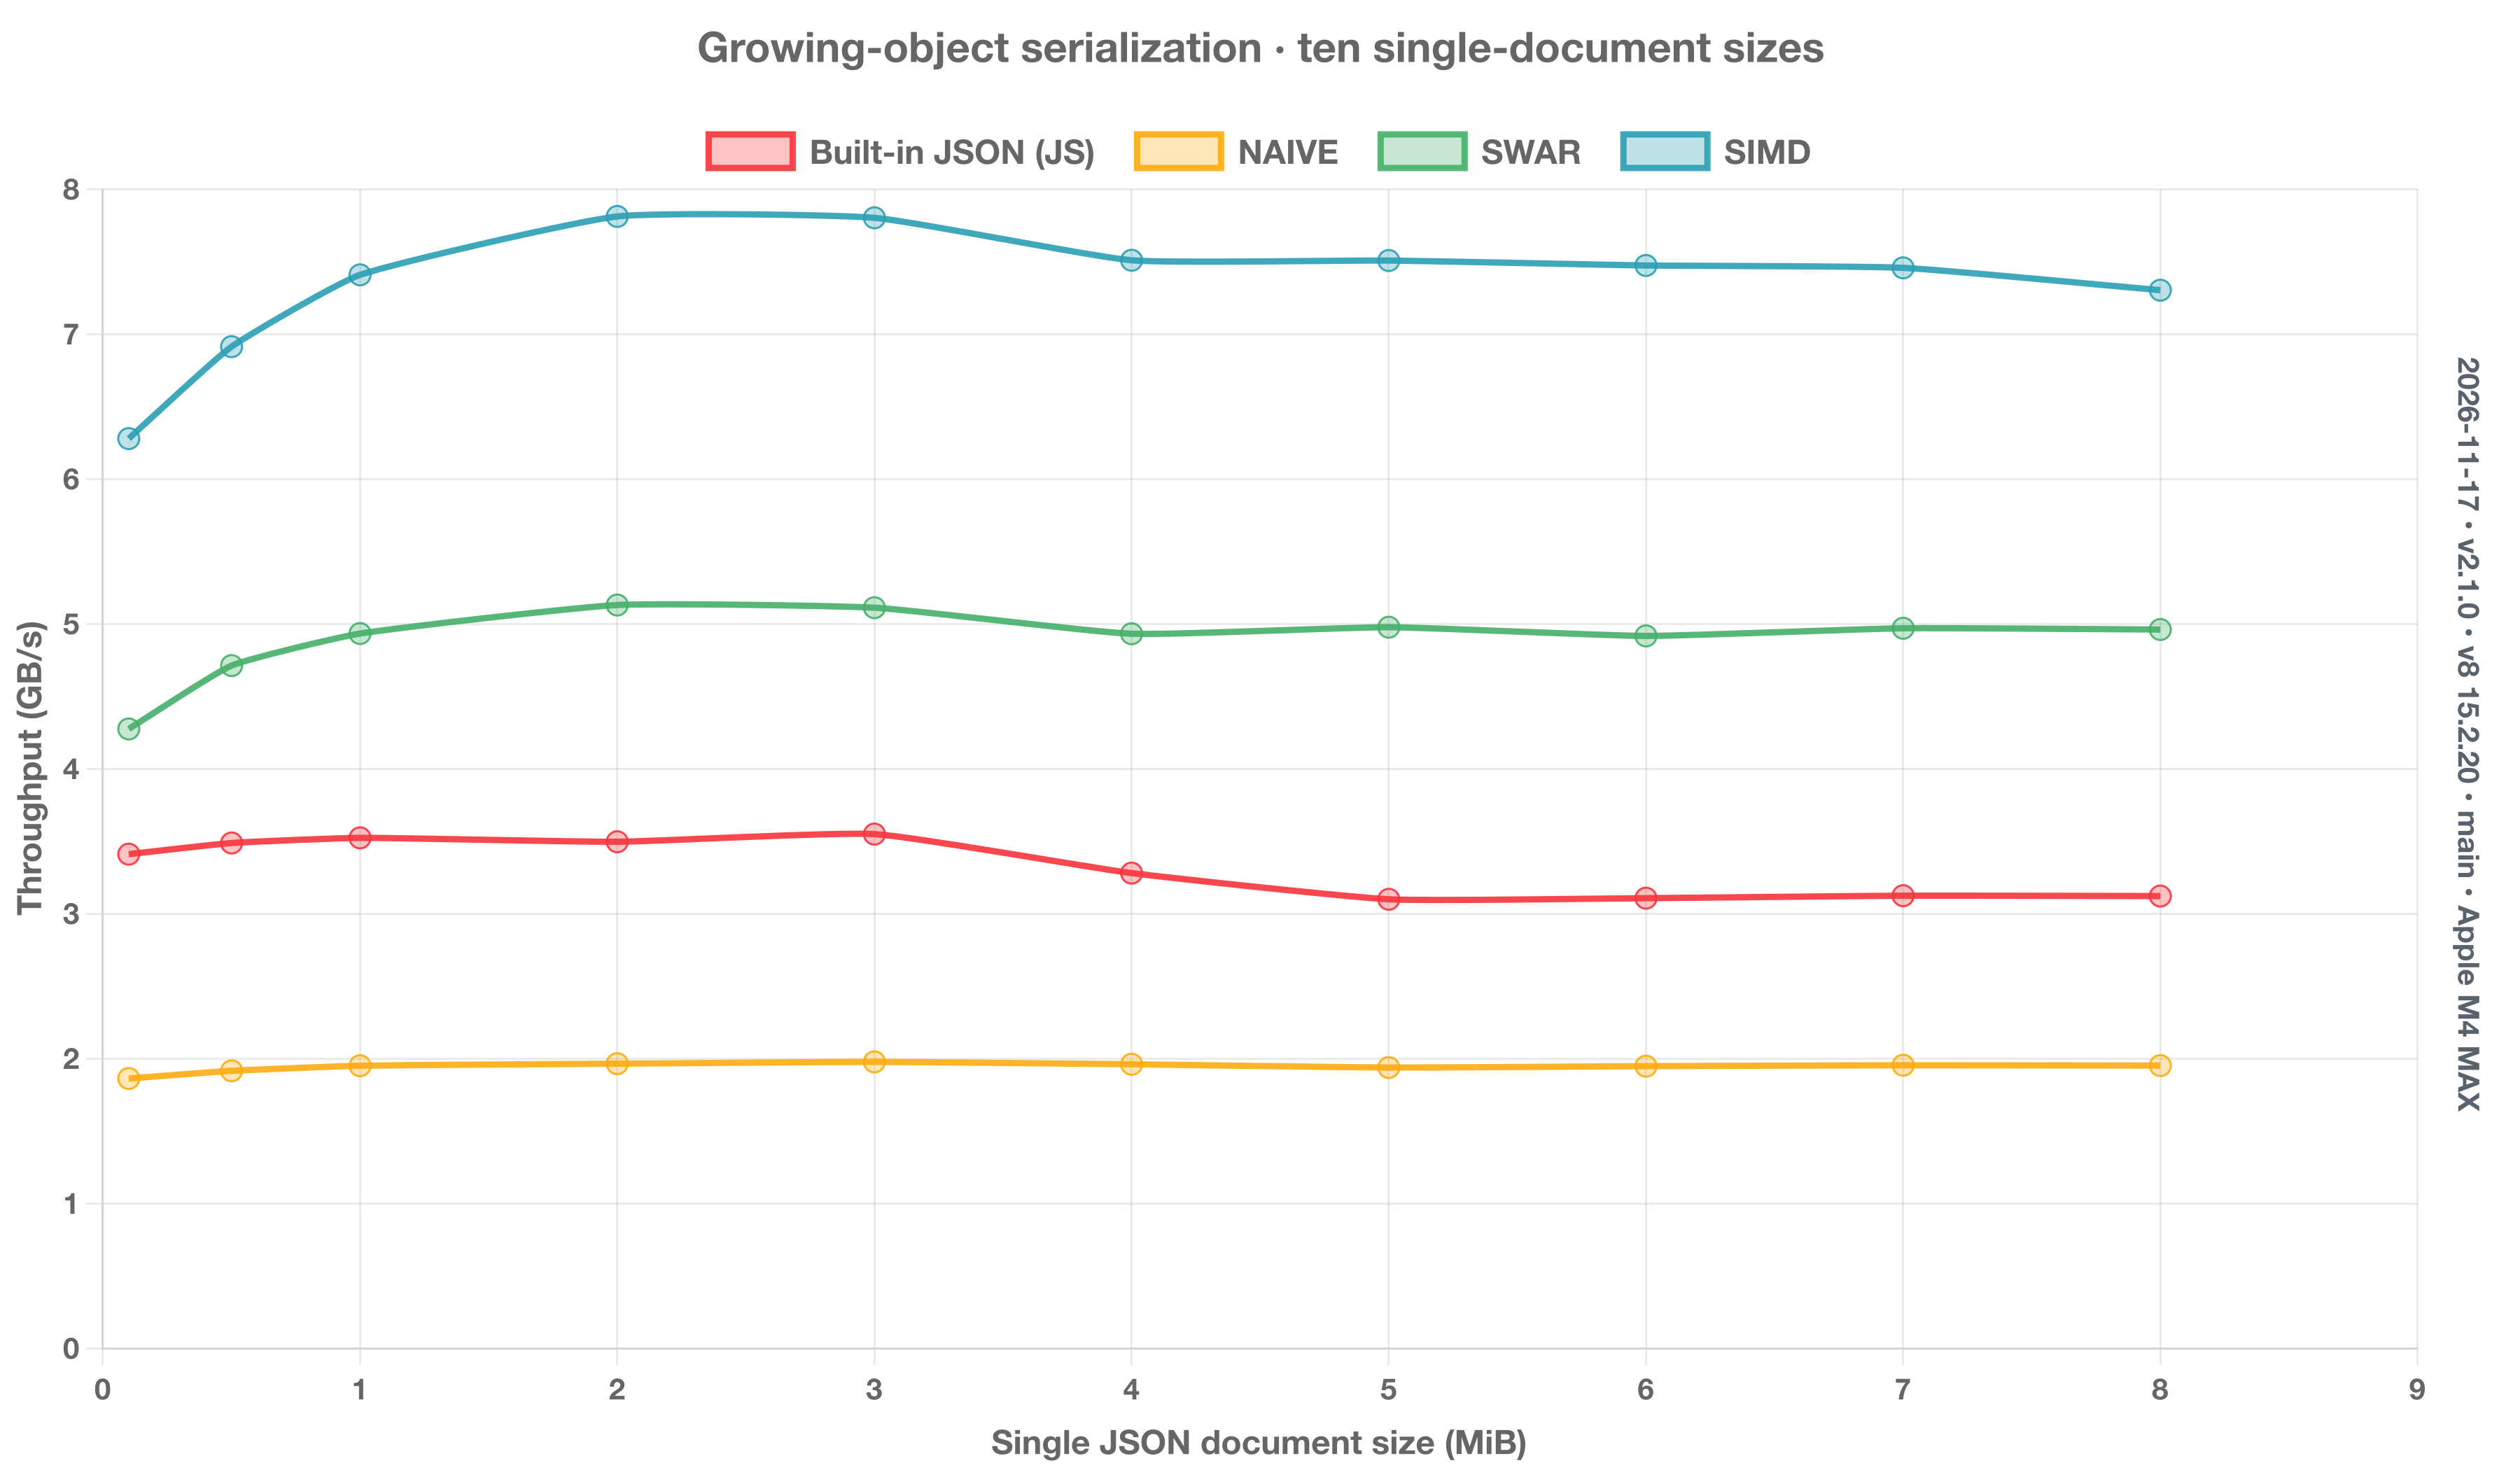 Growing-object serialization • ten single-document sizes
Built-in JSON (JS)
NAIVE
SWAR
SIMD
Throughput (GB/s)
8
7
6
5
4
3
2
1
0
0
1
2
3
4
5
6
7
8
9
Single JSON document size (MiB)
2026-11-17 • v2.1.0 • v8 15.2.20 • main • Apple M4 MAX